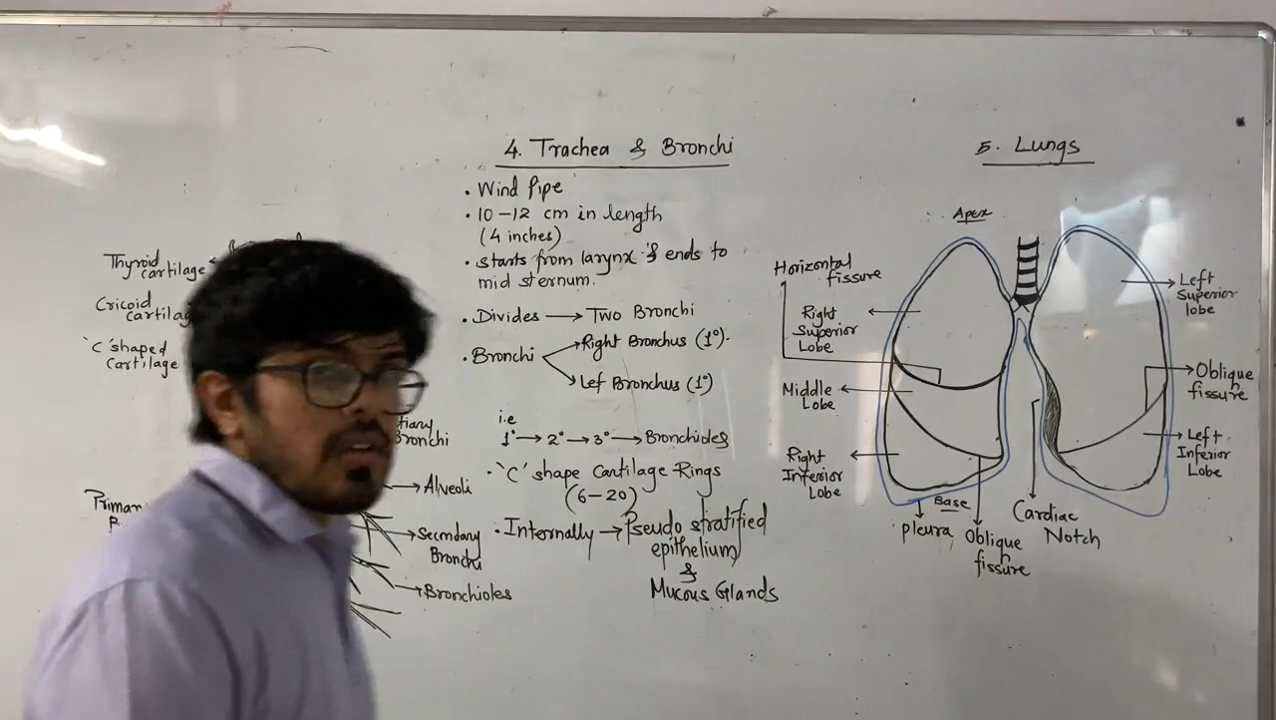 Thyroid
cartilage
Cricoid
`C' shaped
Cartilage
Bronchi
Alveoli
Secondary
Bronchi
Bronchioles
4. Trachea & Bronchi
• Wind Pipe
• 10-12 cm in length
(4 inches)
• starts from larynx & ends to
mid sternum.
• Divides → Two Bronchi
• Bronchi
Right Bronchus (1°).
Lef Bronchus (1°)
i.e
1° → 2° → 3° → Bronchioles
• `C' shape Cartilage Rings
(6-20)
• Internally → Pseudo stratified
epithelium
&
Mucous Glands
5. Lungs
Apex
Horizontal
fissure
Right
Superior
Lobe
Middle
Lobe
Right
Inferior
Lobe
Base
pleura
Oblique
fissure
Cardiac
Notch
Left
Superior
lobe
Oblique
fissure
Left
Inferior
Lobe